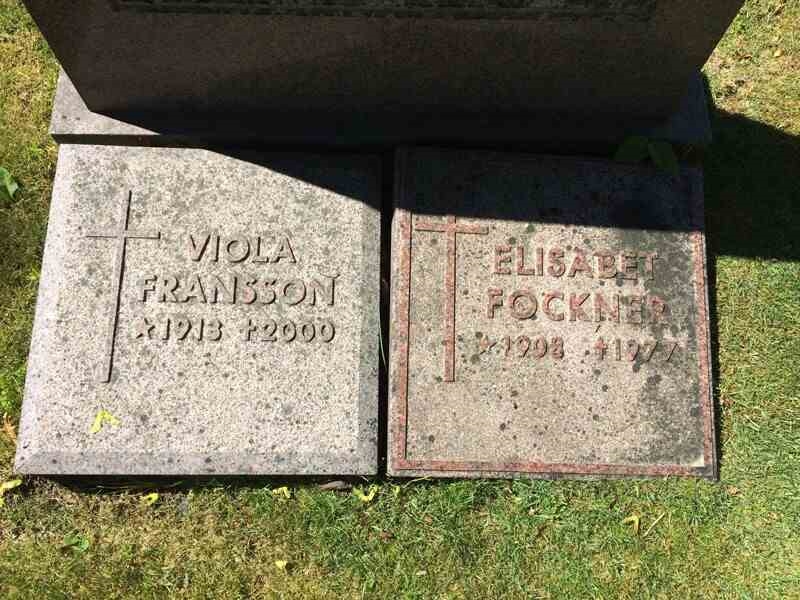 VIOLA
FRANSSON
★1913 †2000
ELISABET
FOCKNER
★1908 †1977